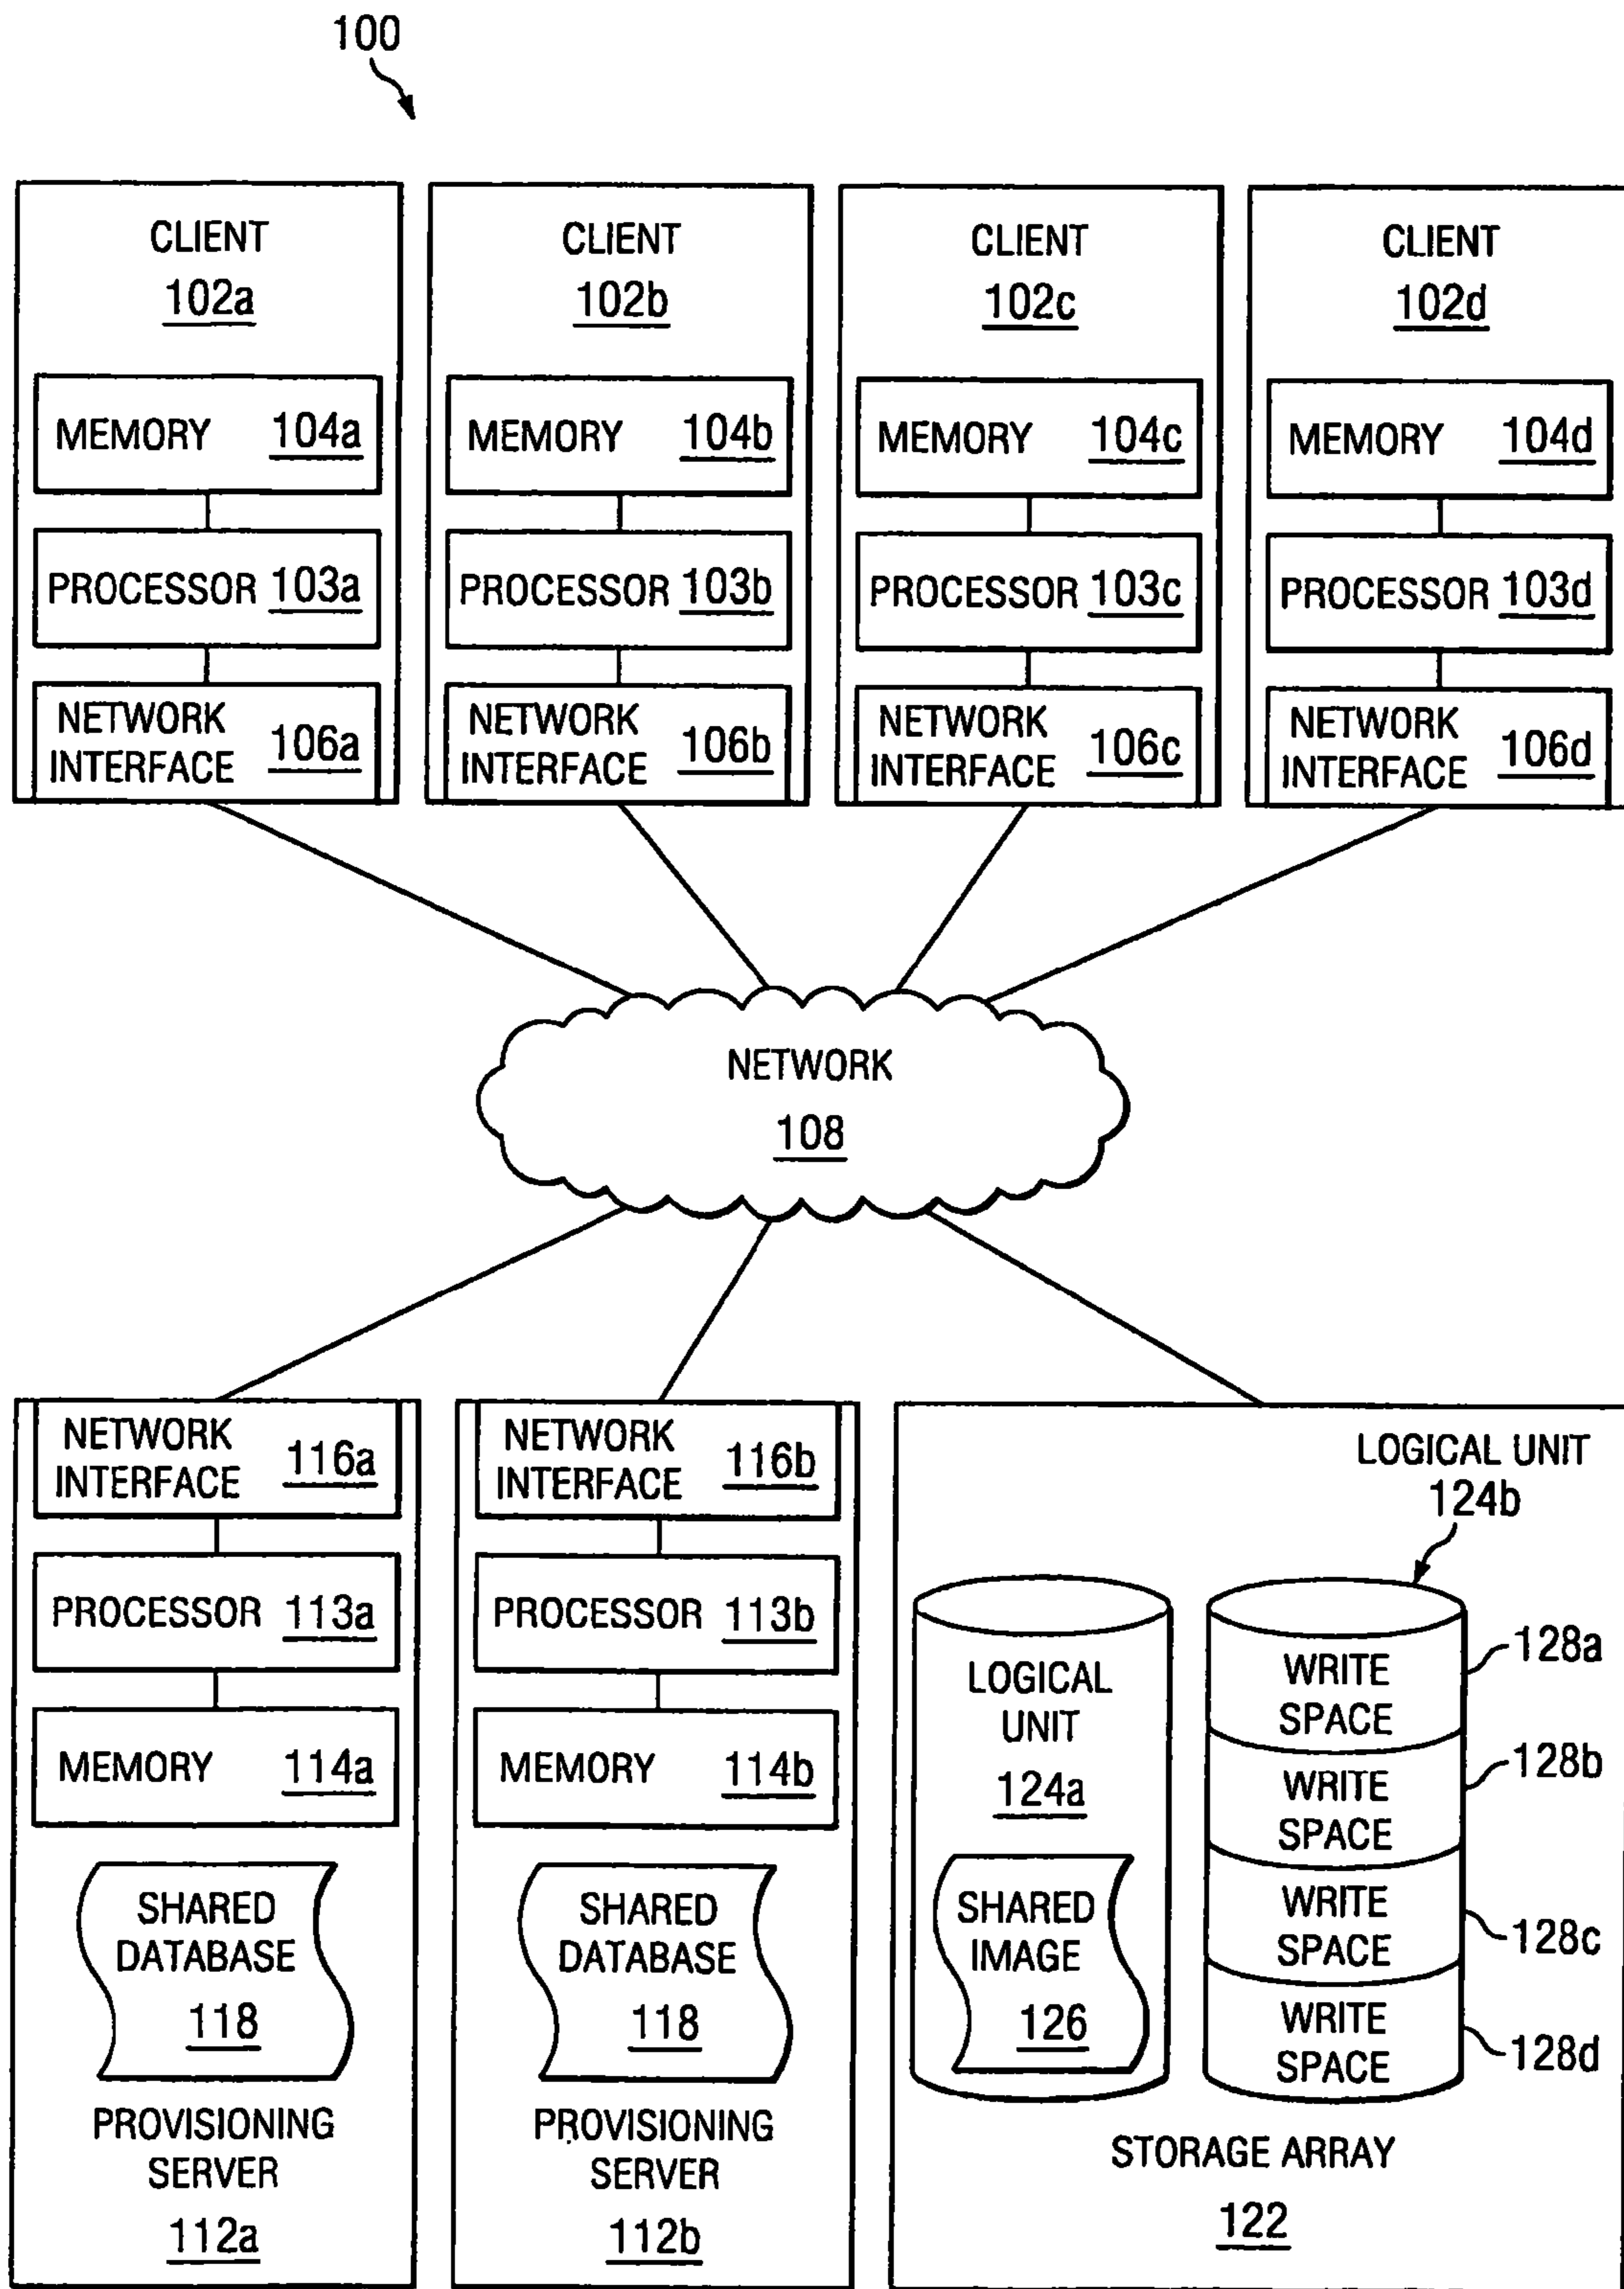 100
CLIENT
102a
MEMORY 104a
PROCESSOR 103a
NETWORK
INTERFACE 106a
CLIENT
102b
MEMORY 104b
PROCESSOR 103b
NETWORK
INTERFACE 106b
CLIENT
102c
MEMORY 104c
PROCESSOR 103c
NETWORK
INTERFACE 106c
CLIENT
102d
MEMORY 104d
PROCESSOR 103d
NETWORK
INTERFACE 106d
NETWORK
108
NETWORK
INTERFACE 116a
PROCESSOR 113a
MEMORY 114a
SHARED
DATABASE
118
PROVISIONING
SERVER
112a
NETWORK
INTERFACE 116b
PROCESSOR 113b
MEMORY 114b
SHARED
DATABASE
118
PROVISIONING
SERVER
112b
LOGICAL UNIT
124b
LOGICAL
UNIT
124a
SHARED
IMAGE
126
WRITE
SPACE
128a
WRITE
SPACE
128b
WRITE
SPACE
128c
WRITE
SPACE
128d
STORAGE ARRAY
122